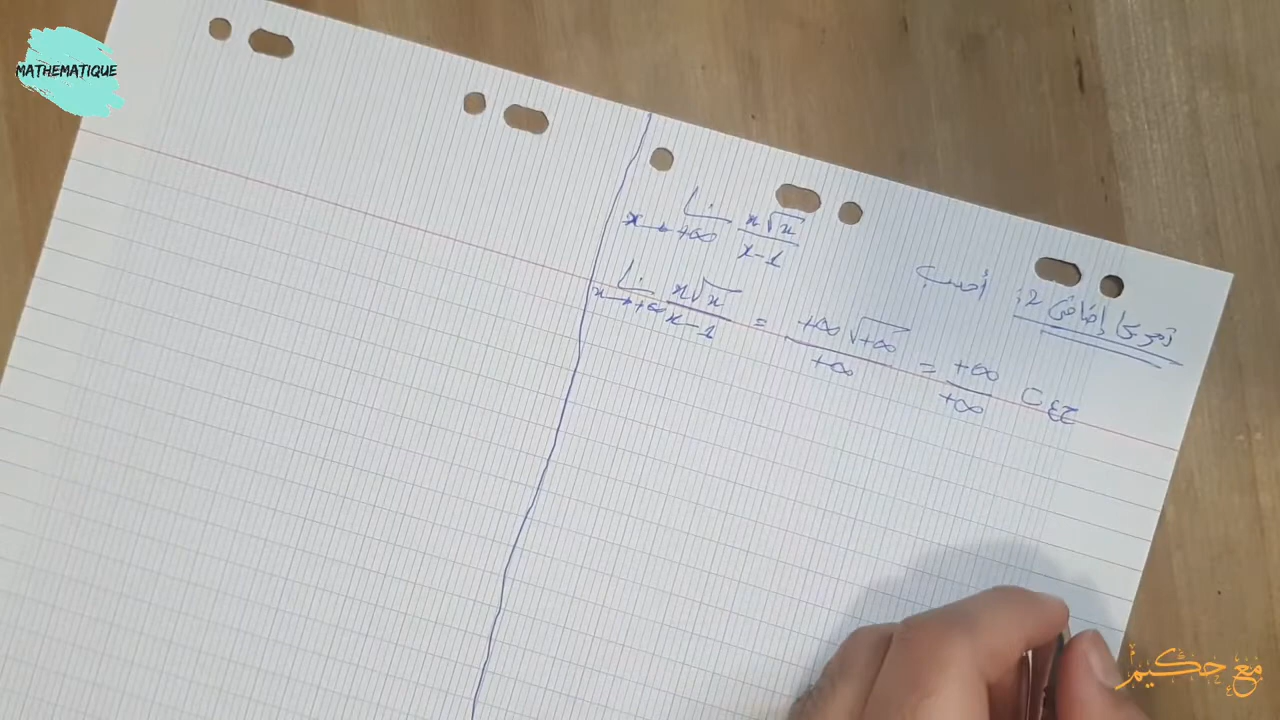 MATHEMATIQUE
تمرين إضافي 2: أحسب
lim x→+∞ x√x / x-1
lim x→+∞ x√x / x-1 = +∞√+∞ / +∞ = +∞ / +∞
مع حكيم